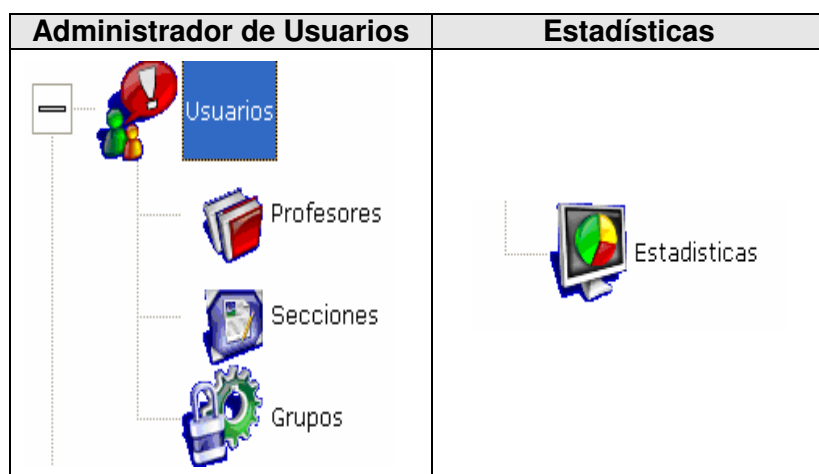 Administrador de Usuarios
Estadísticas
Usuarios
Profesores
Secciones
Grupos
Estadisticas